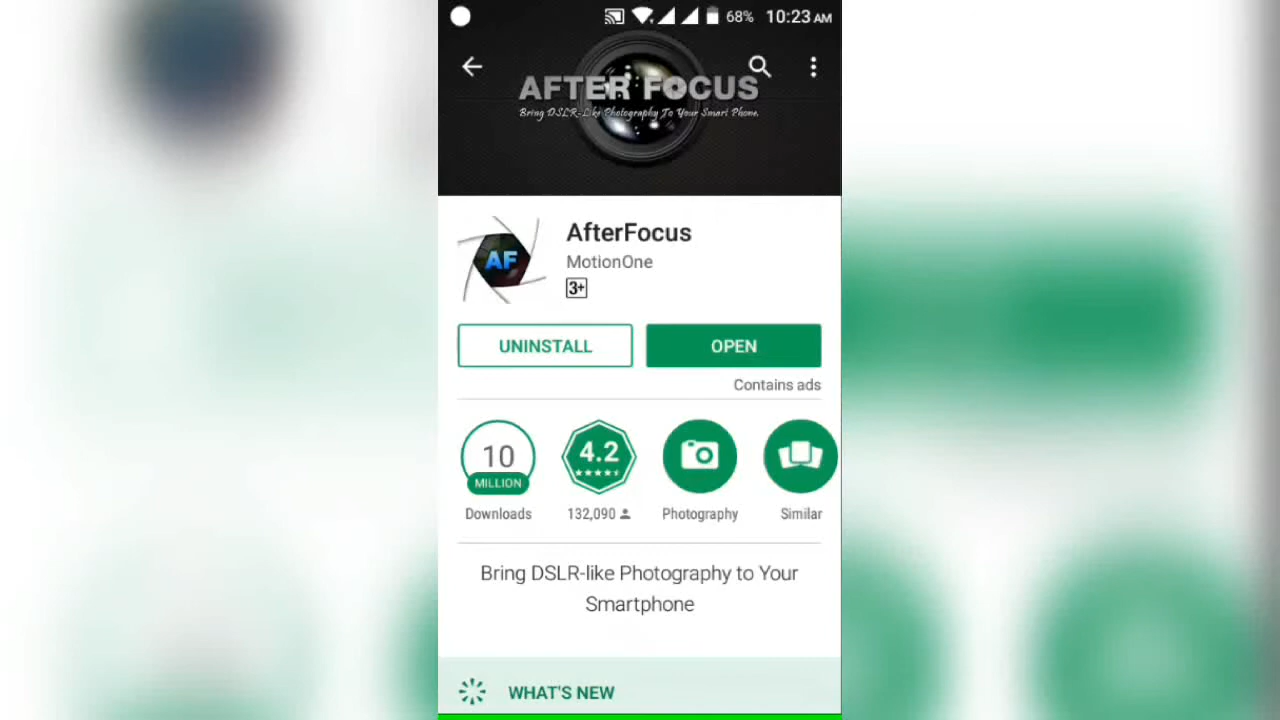 68% 10:23 AM
AFTER FOCUS
Bring DSLR-Like Photography To Your Smart Phone.
AF
AfterFocus
MotionOne
3+
UNINSTALL
OPEN
Contains ads
10
MILLION
4.2
Downloads
132,090
Photography
Similar
Bring DSLR-like Photography to Your
Smartphone
WHAT'S NEW